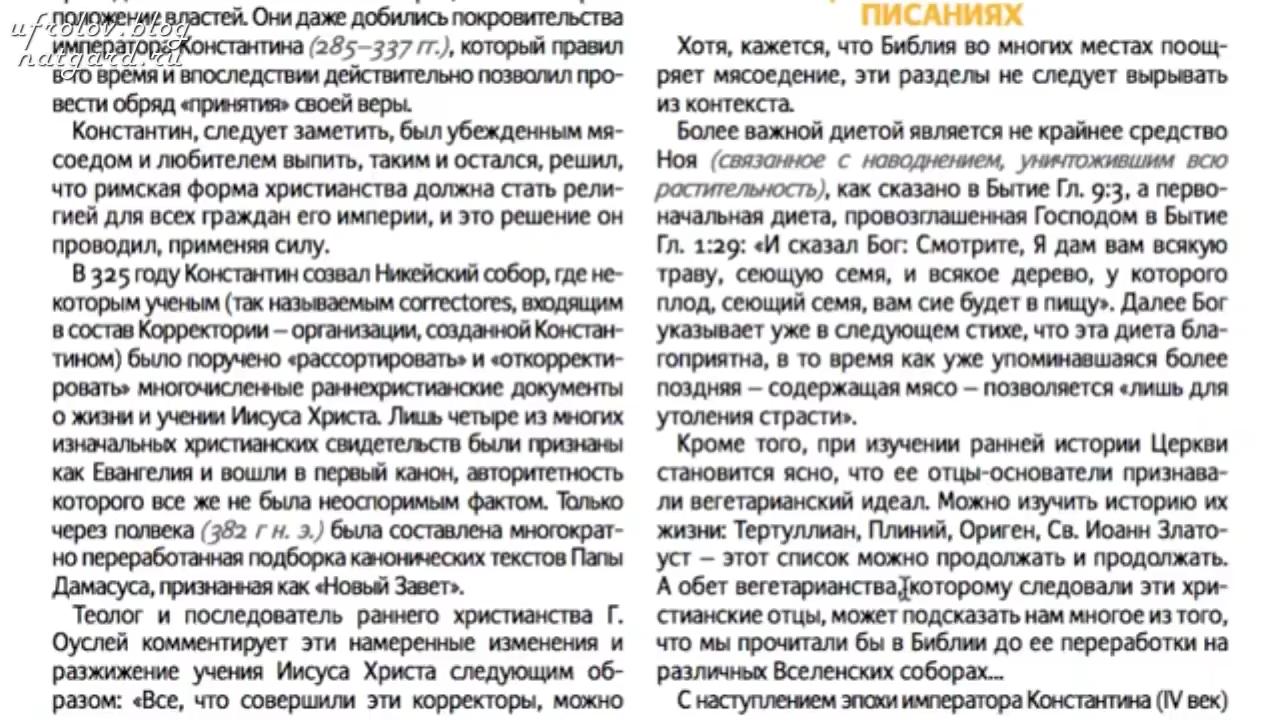 ufrolov.blog
natgard.ru
положение властей. Они даже добились покровительства
императора Константина (285–337 гг.), который правил
в то время и впоследствии действительно позволил про-
вести обряд «принятия» своей веры.
Константин, следует заметить, был убежденным мя-
соедом и любителем выпить, таким и остался, решил,
что римская форма христианства должна стать рели-
гией для всех граждан его империи, и это решение он
проводил, применяя силу.
В 325 году Константин созвал Никейский собор, где не-
которым ученым (так называемым correctores, входящим
в состав Корректории – организации, созданной Констан-
тином) было поручено «рассортировать» и «откорректи-
ровать» многочисленные раннехристианские документы
о жизни и учении Иисуса Христа. Лишь четыре из многих
изначальных христианских свидетельств были признаны
как Евангелия и вошли в первый канон, авторитетность
которого все же не была неоспоримым фактом. Только
через полвека (382 г н. э.) была составлена многократ-
но переработанная подборка канонических текстов Папы
Дамасуса, признанная как «Новый Завет».
Теолог и последователь раннего христианства Г.
Оуслей комментирует эти намеренные изменения и
разжижение учения Иисуса Христа следующим об-
разом: «Все, что совершили эти корректоры, можно
ПИСАНИЯХ
Хотя, кажется, что Библия во многих местах поощ-
ряет мясоедение, эти разделы не следует вырывать
из контекста.
Более важной диетой является не крайнее средство
Ноя (связанное с наводнением, уничтожившим всю
растительность), как сказано в Бытие Гл. 9:3, а перво-
начальная диета, провозглашенная Господом в Бытие
Гл. 1:29: «И сказал Бог: Смотрите, Я дам вам всякую
траву, сеющую семя, и всякое дерево, у которого
плод, сеющий семя, вам сие будет в пищу». Далее Бог
указывает уже в следующем стихе, что эта диета бла-
гоприятна, в то время как уже упоминавшаяся более
поздняя – содержащая мясо – позволяется «лишь для
утоления страсти».
Кроме того, при изучении ранней истории Церкви
становится ясно, что ее отцы-основатели признава-
ли вегетарианский идеал. Можно изучить историю их
жизни: Тертуллиан, Плиний, Ориген, Св. Иоанн Злато-
уст – этот список можно продолжать и продолжать.
А обет вегетарианства, которому следовали эти хри-
стианские отцы, может подсказать нам многое из того,
что мы прочитали бы в Библии до ее переработки на
различных Вселенских соборах...
С наступлением эпохи императора Константина (IV век)